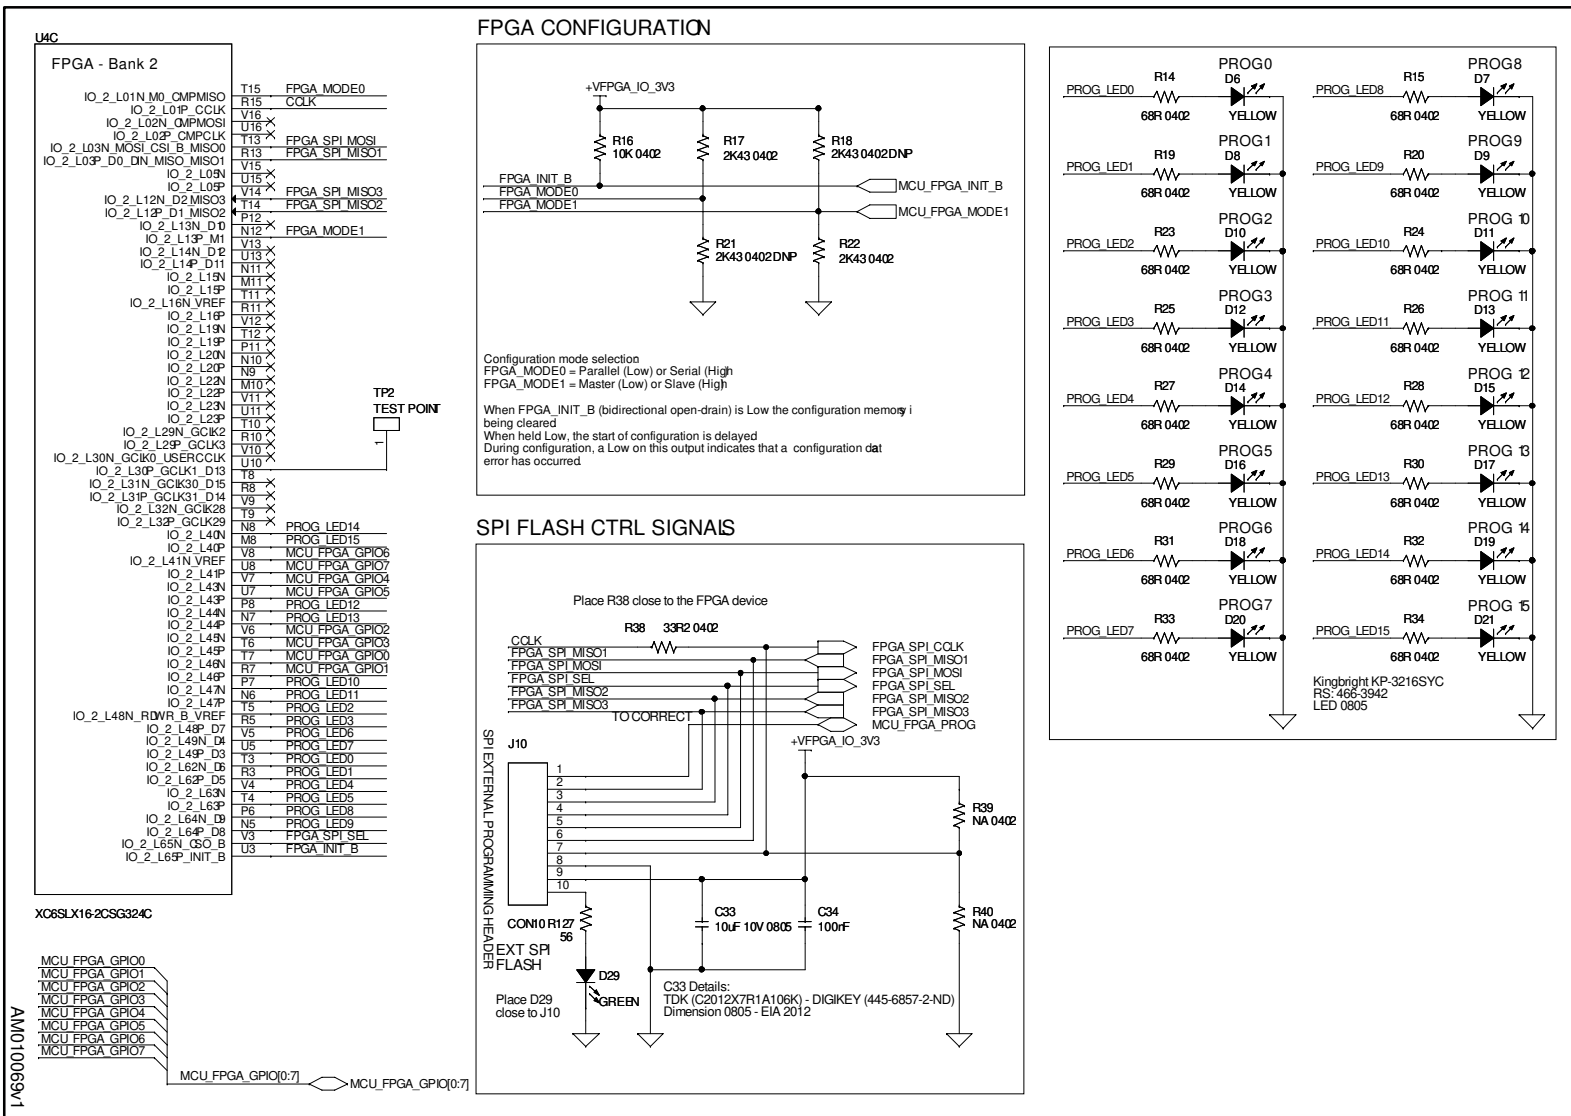 U4C
FPGA - Bank 2
IO_2_L01N_M0_CMPMISO T15 FPGA_MODE0
IO_2_L01P_CCLK R15 CCLK
IO_2_L02N_CMPMOSI V16
IO_2_L02P_CMPCLK U16
IO_2_L03N_MOSI_CSI_B_MISO0 T13 FPGA_SPI_MOSI
IO_2_L03P_D0_DIN_MISO_MISO1 R13 FPGA_SPI_MISO1
IO_2_L05N V15
IO_2_L05P U15
IO_2_L12N_D2_MISO3 V14 FPGA_SPI_MISO3
IO_2_L12P_D1_MISO2 T14 FPGA_SPI_MISO2
IO_2_L13N_D10 P12
IO_2_L13P_M1 N12 FPGA_MODE1
IO_2_L14N_D12 V13
IO_2_L14P_D11 U13
IO_2_L15N N11
IO_2_L15P M11
IO_2_L16N_VREF T11
IO_2_L16P R11
IO_2_L19N V12
IO_2_L19P T12
IO_2_L20N P11
IO_2_L20P N10
IO_2_L22N N9
IO_2_L22P M10
IO_2_L23N V11
IO_2_L23P U11
IO_2_L29N_GCLK2 T10
IO_2_L29P_GCLK3 R10
IO_2_L30N_GCLK0_USERCCLK V10
IO_2_L30P_GCLK1_D13 U10
IO_2_L31N_GCLK30_D15 T8
IO_2_L31P_GCLK31_D14 R8
IO_2_L32N_GCLK28 V9
IO_2_L32P_GCLK29 T9
IO_2_L40N N8 PROG_LED14
IO_2_L40P M8 PROG_LED15
IO_2_L41N_VREF V8 MCU_FPGA_GPIO6
IO_2_L41P U8 MCU_FPGA_GPIO7
IO_2_L43N V7 MCU_FPGA_GPIO4
IO_2_L43P U7 MCU_FPGA_GPIO5
IO_2_L44N P8 PROG_LED12
IO_2_L44P N7 PROG_LED13
IO_2_L45N V6 MCU_FPGA_GPIO2
IO_2_L45P T6 MCU_FPGA_GPIO3
IO_2_L46N T7 MCU_FPGA_GPIO0
IO_2_L46P R7 MCU_FPGA_GPIO1
IO_2_L47N P7 PROG_LED10
IO_2_L47P N6 PROG_LED11
IO_2_L48N_RDWR_B_VREF T5 PROG_LED2
IO_2_L48P_D7 R5 PROG_LED3
IO_2_L49N_D4 V5 PROG_LED6
IO_2_L49P_D3 U5 PROG_LED7
IO_2_L62N_D6 T3 PROG_LED0
IO_2_L62P_D5 R3 PROG_LED1
IO_2_L63N V4 PROG_LED4
IO_2_L63P T4 PROG_LED5
IO_2_L64N_D9 P6 PROG_LED8
IO_2_L64P_D8 N5 PROG_LED9
IO_2_L65N_CSO_B V3 FPGA_SPI_SEL
IO_2_L65P_INIT_B U3 FPGA_INIT_B
XC6SLX16-2CSG324C
TP2
TEST POINT
1
MCU_FPGA_GPIO0
MCU_FPGA_GPIO1
MCU_FPGA_GPIO2
MCU_FPGA_GPIO3
MCU_FPGA_GPIO4
MCU_FPGA_GPIO5
MCU_FPGA_GPIO6
MCU_FPGA_GPIO7
MCU_FPGA_GPIO[0:7] MCU_FPGA_GPIO[0:7]
AM010069v1
FPGA CONFIGURATION
+VFPGA_IO_3V3
R16
10K 0402
R17
2K43 0402
R18
2K43 0402 DNP
FPGA_INIT_B MCU_FPGA_INIT_B
FPGA_MODE0
FPGA_MODE1 MCU_FPGA_MODE1
R21
2K43 0402 DNP
R22
2K43 0402
Configuration mode selection
FPGA_MODE0 = Parallel (Low) or Serial (High
FPGA_MODE1 = Master (Low) or Slave (High
When FPGA_INIT_B (bidirectional open-drain) is Low the configuration memory i
being cleared
When held Low, the start of configuration is delayed
During configuration, a Low on this output indicates that a configuration dat
error has occurred.
SPI FLASH CTRL SIGNALS
Place R38 close to the FPGA device
R38 33R2 0402
CCLK FPGA_SPI_CCLK
FPGA_SPI_MISO1 FPGA_SPI_MISO1
FPGA_SPI_MOSI FPGA_SPI_MOSI
FPGA_SPI_SEL FPGA_SPI_SEL
FPGA_SPI_MISO2 FPGA_SPI_MISO2
FPGA_SPI_MISO3 FPGA_SPI_MISO3
TO CORRECT MCU_FPGA_PROG
+VFPGA_IO_3V3
SPI EXTERNAL PROGRAMMING HEADER
J10
1
2
3
4
5
6
7
8
9
10
CON10
EXT SPI
FLASH
R127
56
D29
GREEN
Place D29
close to J10
R39
NA 0402
R40
NA 0402
C33
10uF 10V 0805
C34
100nF
C33 Details:
TDK (C2012X7R1A106K) - DIGIKEY (445-6857-2-ND)
Dimension 0805 - EIA 2012
PROG_LED0 R14 68R 0402 PROG0 D6 YELLOW
PROG_LED1 R19 68R 0402 PROG1 D8 YELLOW
PROG_LED2 R23 68R 0402 PROG2 D10 YELLOW
PROG_LED3 R25 68R 0402 PROG3 D12 YELLOW
PROG_LED4 R27 68R 0402 PROG4 D14 YELLOW
PROG_LED5 R29 68R 0402 PROG5 D16 YELLOW
PROG_LED6 R31 68R 0402 PROG6 D18 YELLOW
PROG_LED7 R33 68R 0402 PROG7 D20 YELLOW
PROG_LED8 R15 68R 0402 PROG8 D7 YELLOW
PROG_LED9 R20 68R 0402 PROG9 D9 YELLOW
PROG_LED10 R24 68R 0402 PROG 10 D11 YELLOW
PROG_LED11 R26 68R 0402 PROG 11 D13 YELLOW
PROG_LED12 R28 68R 0402 PROG 12 D15 YELLOW
PROG_LED13 R30 68R 0402 PROG 13 D17 YELLOW
PROG_LED14 R32 68R 0402 PROG 14 D19 YELLOW
PROG_LED15 R34 68R 0402 PROG 15 D21 YELLOW
Kingbright KP-3216SYC
RS: 466-3942
LED 0805